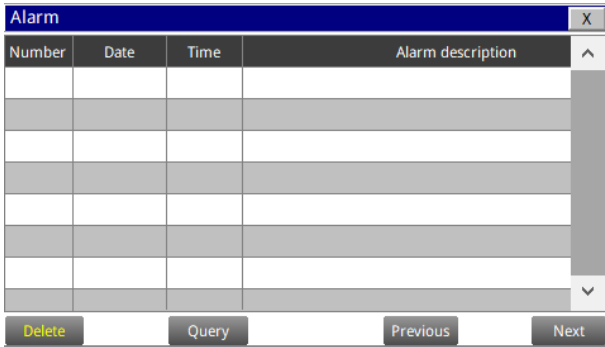 Alarm X
Number Date Time Alarm description
Delete Query Previous Next